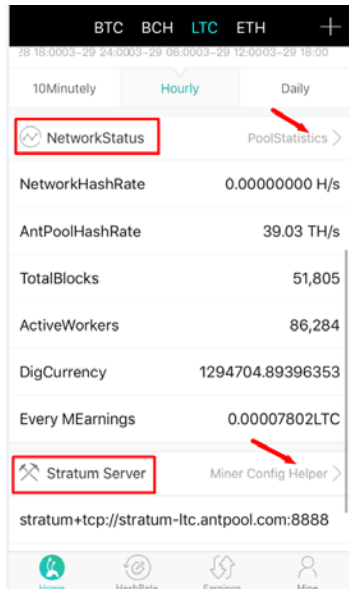 BTC BCH LTC ETH
28 18:0003-29 24:0003-29 06:0003-29 12:0003-29 18:00
10Minutely Hourly Daily
NetworkStatus PoolStatistics
NetworkHashRate 0.00000000 H/s
AntPoolHashRate 39.03 TH/s
TotalBlocks 51,805
ActiveWorkers 86,284
DigCurrency 1294704.89396353
Every MEarnings 0.00007802LTC
Stratum Server Miner Config Helper
stratum+tcp://stratum-ltc.antpool.com:8888
Home HashRate Earnings Mine